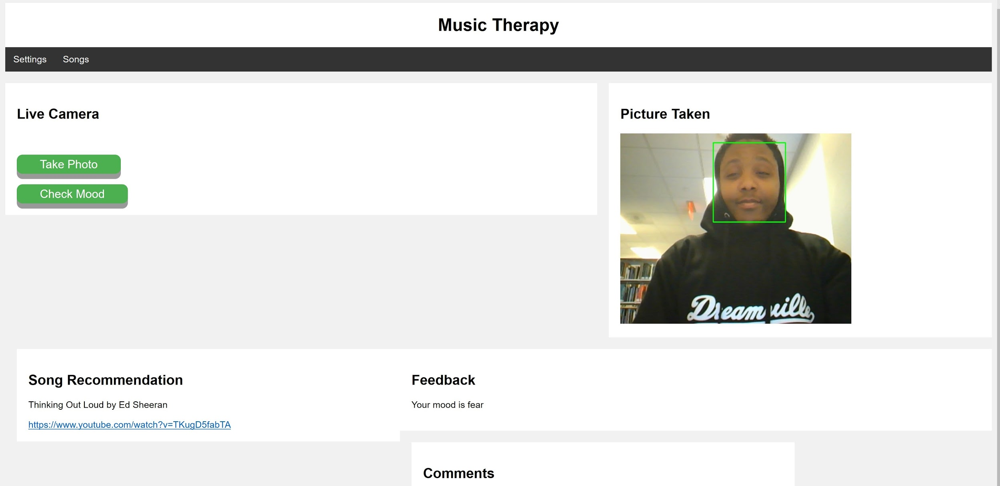 Music Therapy
Settings Songs
Live Camera
Take Photo
Check Mood
Picture Taken
Dreamville
Song Recommendation
Thinking Out Loud by Ed Sheeran
https://www.youtube.com/watch?v=TKugD5fabTA
Feedback
Your mood is fear
Comments